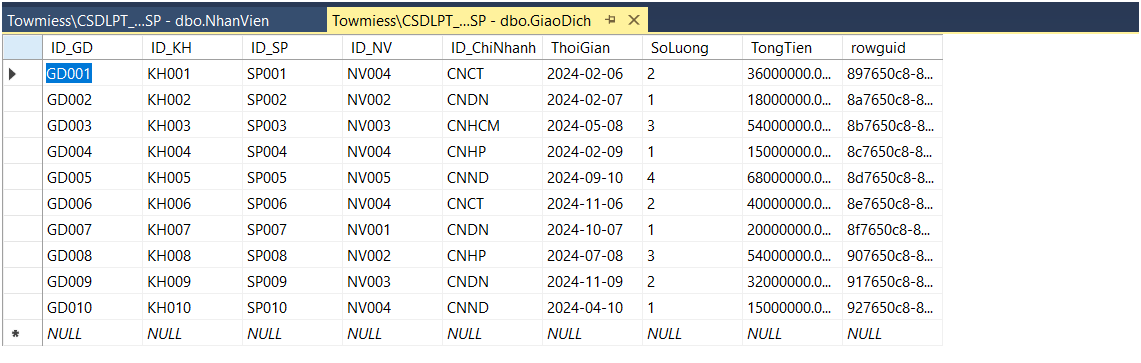 Towmiess\CSDLPT_...SP - dbo.NhanVien Towmiess\CSDLPT_...SP - dbo.GiaoDich
ID_GD ID_KH ID_SP ID_NV ID_ChiNhanh ThoiGian SoLuong TongTien rowguid
GD001 KH001 SP001 NV004 CNCT 2024-02-06 2 36000000.0... 897650c8-8...
GD002 KH002 SP002 NV002 CNDN 2024-02-07 1 18000000.0... 8a7650c8-8...
GD003 KH003 SP003 NV003 CNHCM 2024-05-08 3 54000000.0... 8b7650c8-8...
GD004 KH004 SP004 NV004 CNHP 2024-02-09 1 15000000.0... 8c7650c8-8...
GD005 KH005 SP005 NV005 CNND 2024-09-10 4 68000000.0... 8d7650c8-8...
GD006 KH006 SP006 NV004 CNCT 2024-11-06 2 40000000.0... 8e7650c8-8...
GD007 KH007 SP007 NV001 CNDN 2024-10-07 1 20000000.0... 8f7650c8-8...
GD008 KH008 SP008 NV002 CNHP 2024-07-08 3 54000000.0... 907650c8-8...
GD009 KH009 SP009 NV003 CNDN 2024-11-09 2 32000000.0... 917650c8-8...
GD010 KH010 SP010 NV004 CNND 2024-04-10 1 15000000.0... 927650c8-8...
* NULL NULL NULL NULL NULL NULL NULL NULL NULL